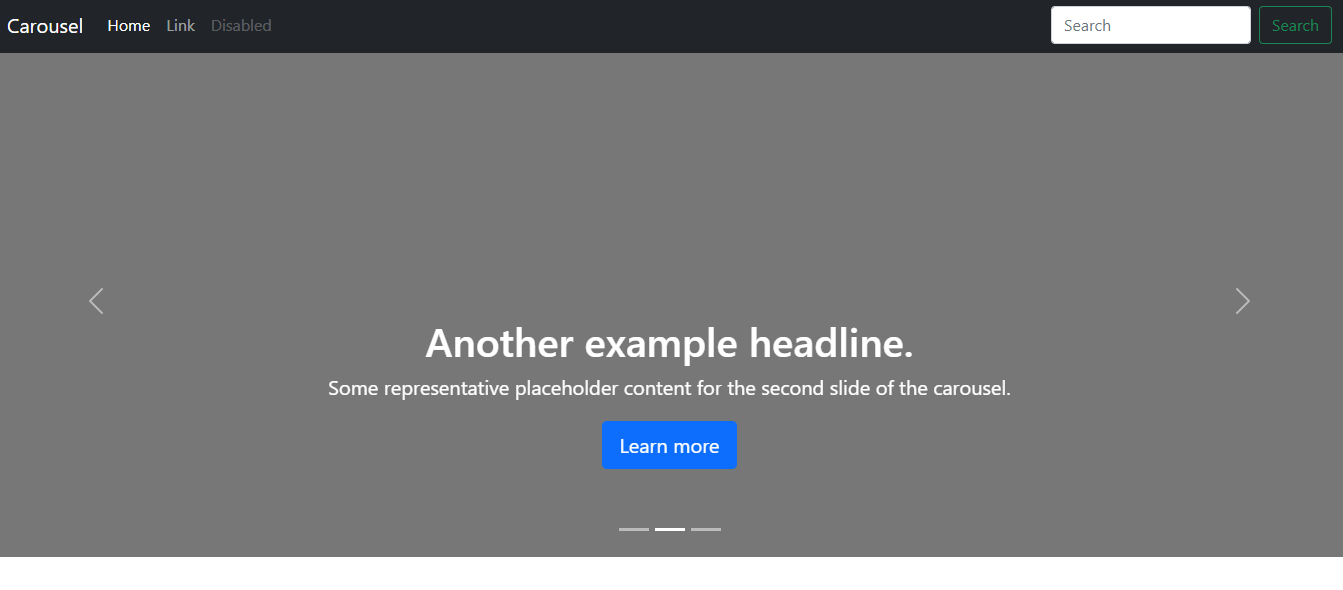 Carousel Home Link Disabled Search Search
Another example headline.
Some representative placeholder content for the second slide of the carousel.
Learn more